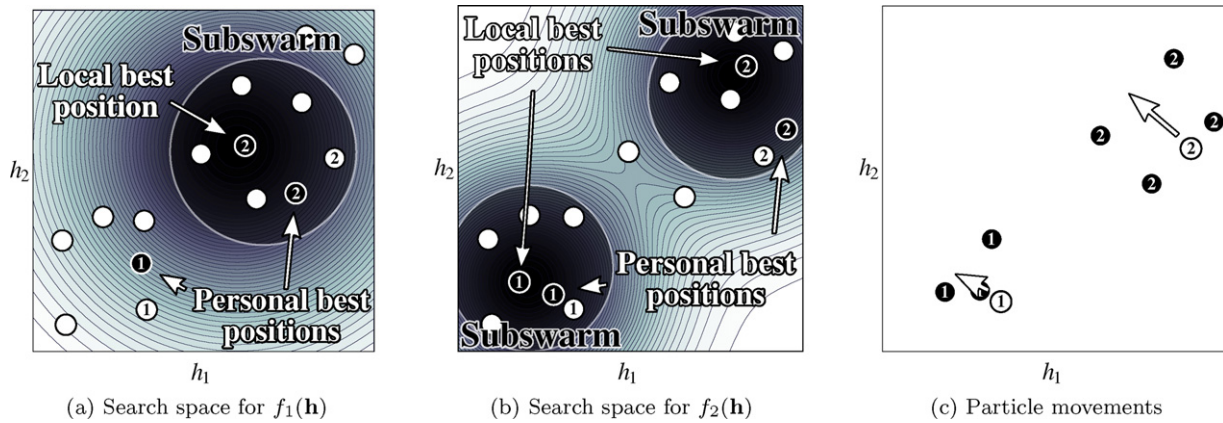 Subswarm
Local best
position
2
2
2
1
1
Personal best
positions
h2
h1
(a) Search space for f1(h)
Subswarm
Local best
positions
2
2
2
1
1
1
Personal best
positions
Subswarm
h2
h1
(b) Search space for f2(h)
2
2
2
2
2
1
1
1
1
h2
h1
(c) Particle movements